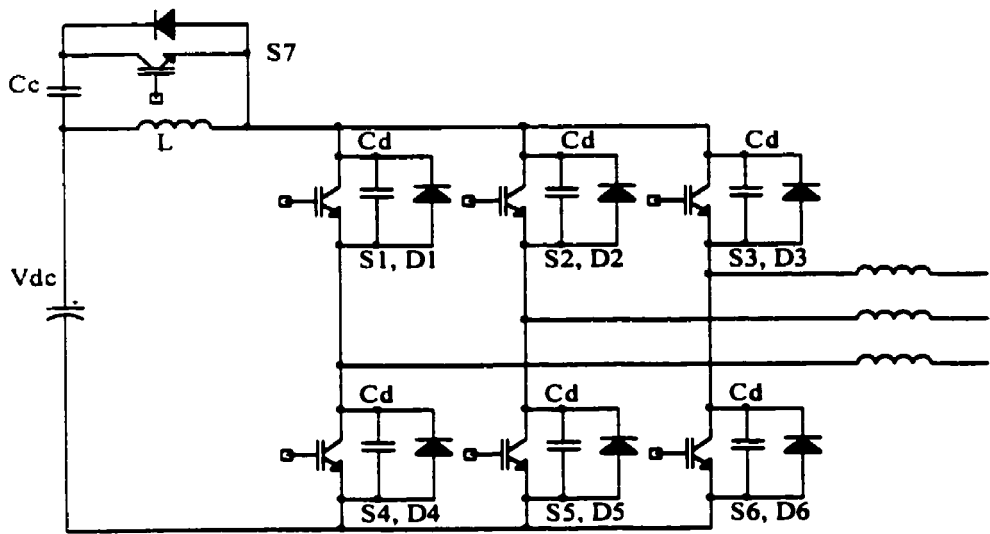 S7
Cc
L
Cd Cd Cd
S1, D1 S2, D2 S3, D3
Vdc
Cd Cd Cd
S4, D4 S5, D5 S6, D6